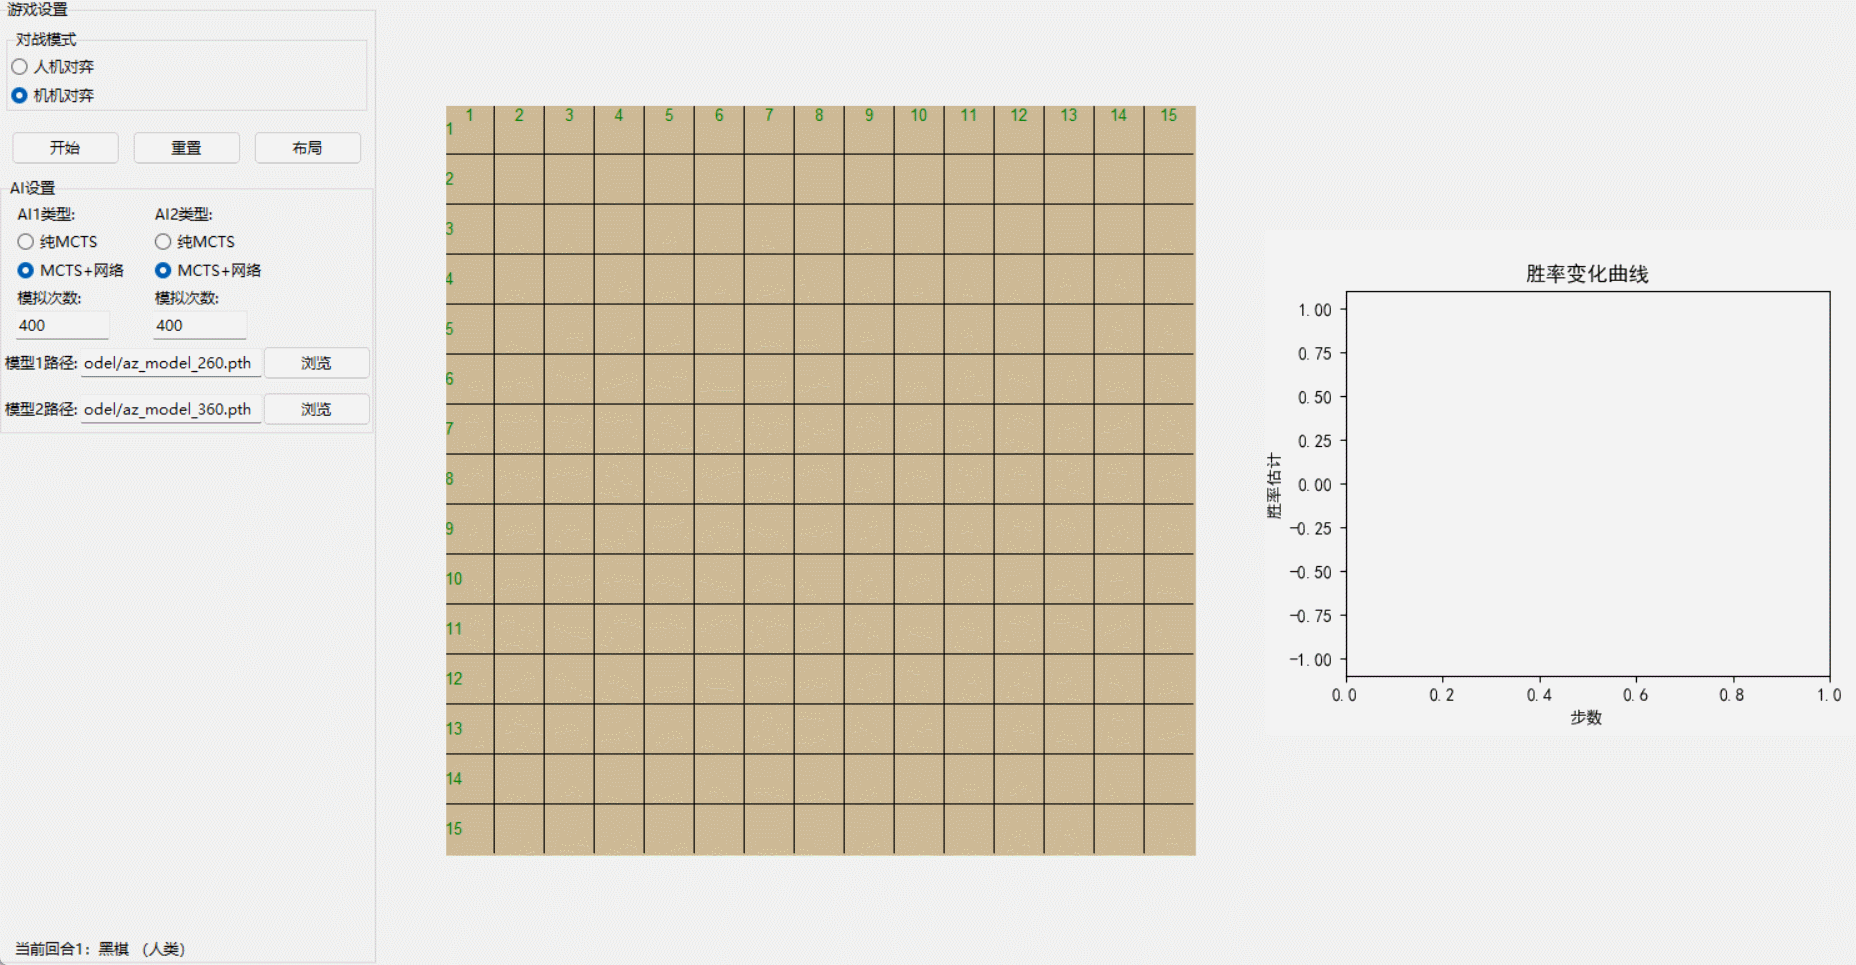 游戏设置
对战模式
人机对弈
机机对弈
开始 重置 布局
AI设置
AI1类型: AI2类型:
纯MCTS 纯MCTS
MCTS+网络 MCTS+网络
模拟次数: 模拟次数:
400 400
模型1路径: odel/az_model_260.pth 浏览
模型2路径: odel/az_model_360.pth 浏览
当前回合1: 黑棋 (人类)
1 2 3 4 5 6 7 8 9 10 11 12 13 14 15
1
2
3
4
5
6
7
8
9
10
11
12
13
14
15
胜率变化曲线
胜率估计
1.00
0.75
0.50
0.25
0.00
-0.25
-0.50
-0.75
-1.00
0.0 0.2 0.4 0.6 0.8 1.0
步数